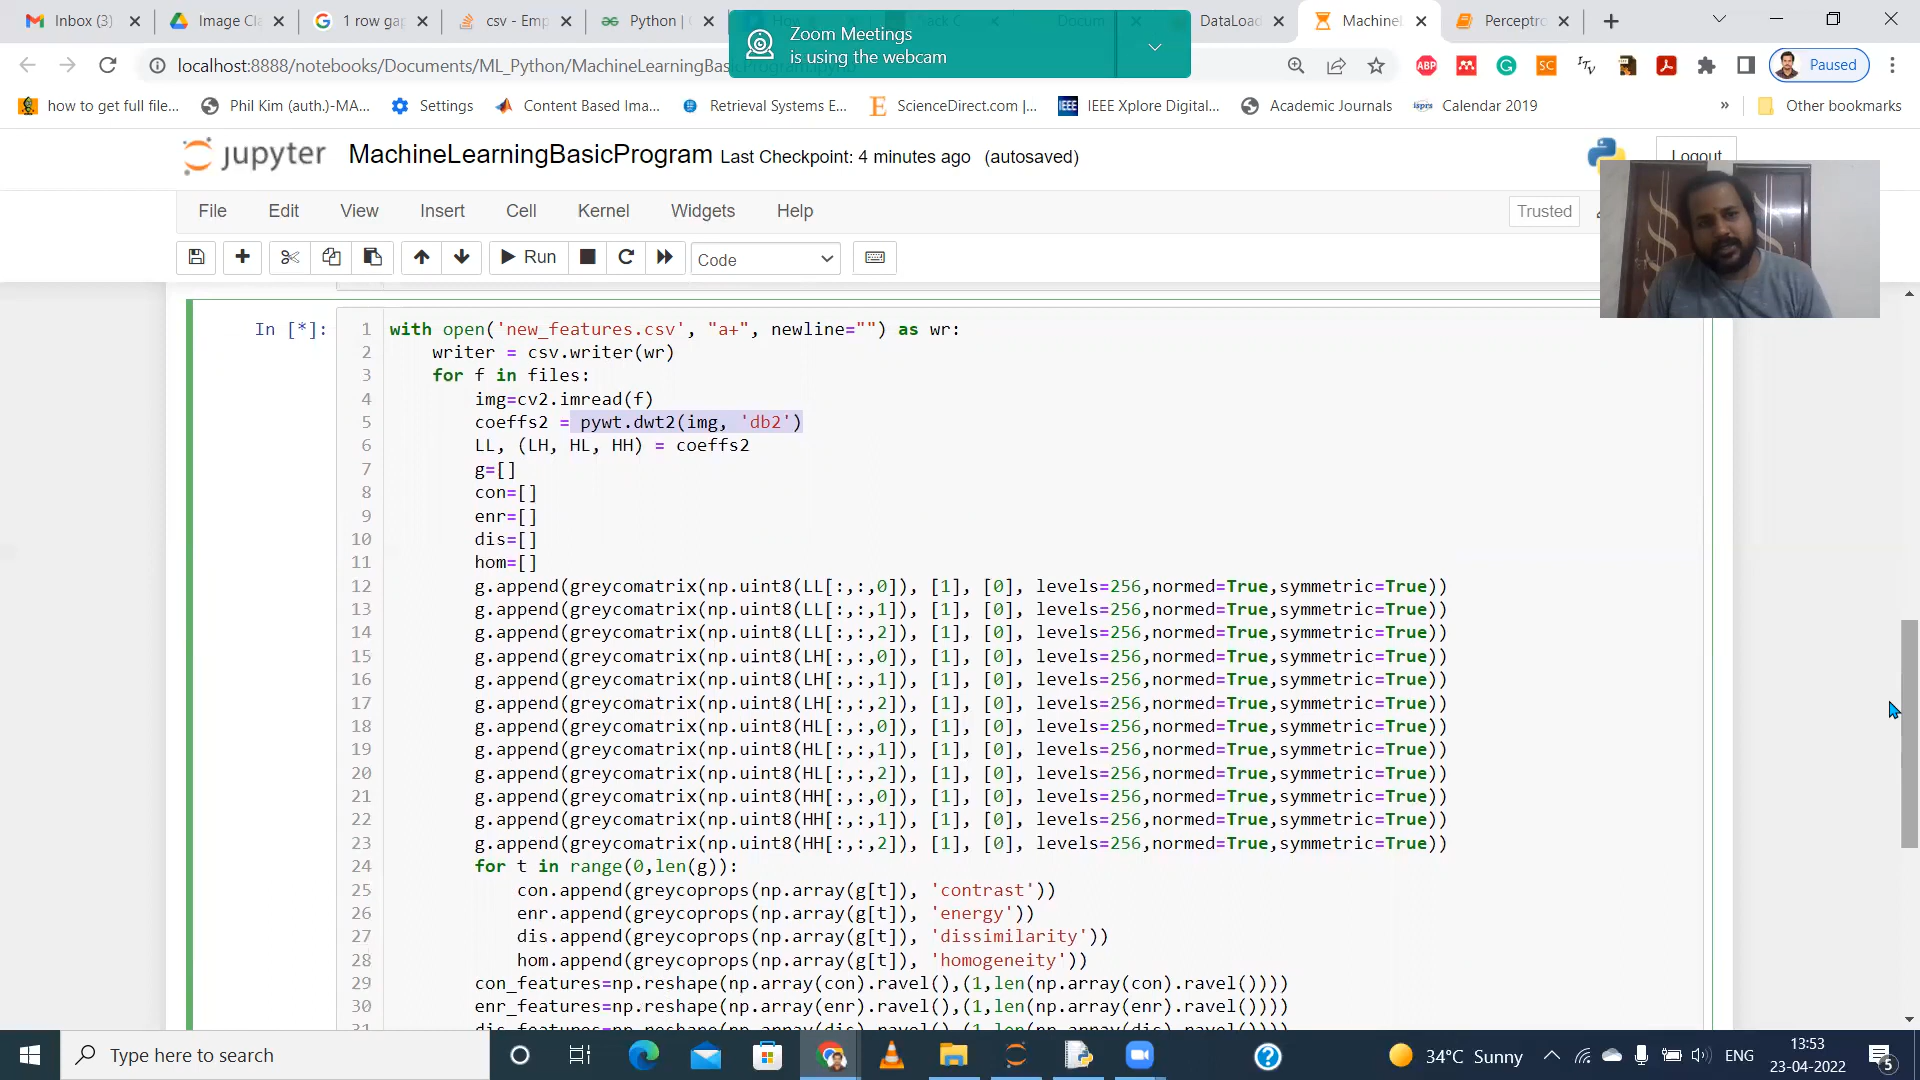 Inbox (3)
Image Cl
1 row ga
csv - Emp
Python |
DataLoad
MachineL
Perceptro
Zoom Meetings
is using the webcam
localhost:8888/notebooks/Documents/ML_Python/MachineLearningBas
ABP
SC
Paused
how to get full file...
Phil Kim (auth.)-MA...
Settings
Content Based Ima...
Retrieval Systems E...
ScienceDirect.com |...
IEEE Xplore Digital...
Academic Journals
Calendar 2019
»
Other bookmarks
jupyter MachineLearningBasicProgram Last Checkpoint: 4 minutes ago (autosaved)
Logout
File Edit View Insert Cell Kernel Widgets Help
Trusted
Run
Code
In [*]:
1 with open('new_features.csv', "a+", newline="") as wr:
2 writer = csv.writer(wr)
3 for f in files:
4 img=cv2.imread(f)
5 coeffs2 = pywt.dwt2(img, 'db2')
6 LL, (LH, HL, HH) = coeffs2
7 g=[]
8 con=[]
9 enr=[]
10 dis=[]
11 hom=[]
12 g.append(greycomatrix(np.uint8(LL[:,:,0]), [1], [0], levels=256,normed=True,symmetric=True))
13 g.append(greycomatrix(np.uint8(LL[:,:,1]), [1], [0], levels=256,normed=True,symmetric=True))
14 g.append(greycomatrix(np.uint8(LL[:,:,2]), [1], [0], levels=256,normed=True,symmetric=True))
15 g.append(greycomatrix(np.uint8(LH[:,:,0]), [1], [0], levels=256,normed=True,symmetric=True))
16 g.append(greycomatrix(np.uint8(LH[:,:,1]), [1], [0], levels=256,normed=True,symmetric=True))
17 g.append(greycomatrix(np.uint8(LH[:,:,2]), [1], [0], levels=256,normed=True,symmetric=True))
18 g.append(greycomatrix(np.uint8(HL[:,:,0]), [1], [0], levels=256,normed=True,symmetric=True))
19 g.append(greycomatrix(np.uint8(HL[:,:,1]), [1], [0], levels=256,normed=True,symmetric=True))
20 g.append(greycomatrix(np.uint8(HL[:,:,2]), [1], [0], levels=256,normed=True,symmetric=True))
21 g.append(greycomatrix(np.uint8(HH[:,:,0]), [1], [0], levels=256,normed=True,symmetric=True))
22 g.append(greycomatrix(np.uint8(HH[:,:,1]), [1], [0], levels=256,normed=True,symmetric=True))
23 g.append(greycomatrix(np.uint8(HH[:,:,2]), [1], [0], levels=256,normed=True,symmetric=True))
24 for t in range(0,len(g)):
25 con.append(greycoprops(np.array(g[t]), 'contrast'))
26 enr.append(greycoprops(np.array(g[t]), 'energy'))
27 dis.append(greycoprops(np.array(g[t]), 'dissimilarity'))
28 hom.append(greycoprops(np.array(g[t]), 'homogeneity'))
29 con_features=np.reshape(np.array(con).ravel(),(1,len(np.array(con).ravel())))
30 enr_features=np.reshape(np.array(enr).ravel(),(1,len(np.array(enr).ravel())))
31 dis_features=np.reshape(np.array(dis).ravel(),(1,len(np.array(dis).ravel())))
Type here to search
34°C Sunny
ENG
13:53
23-04-2022
5